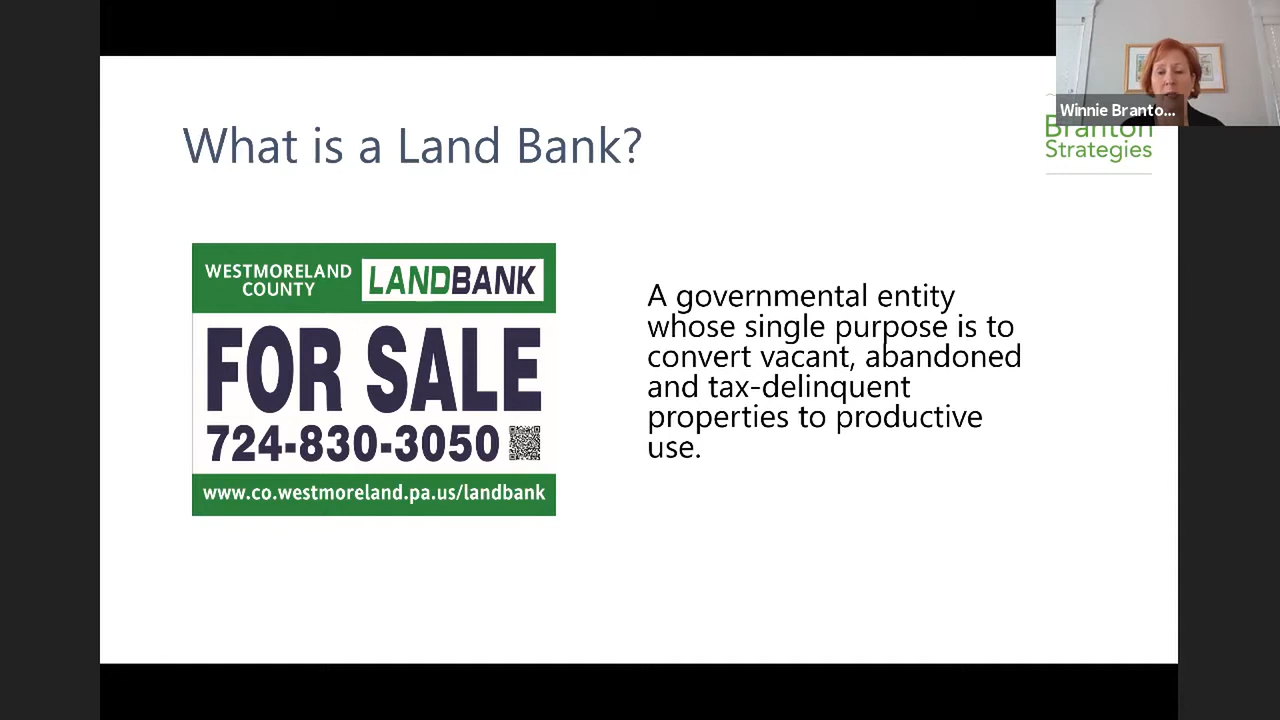 Winnie Branto...
Branton
Strategies
What is a Land Bank?
WESTMORELAND
COUNTY
LANDBANK
FOR SALE
724-830-3050
www.co.westmoreland.pa.us/landbank
A governmental entity
whose single purpose is to
convert vacant, abandoned
and tax-delinquent
properties to productive
use.